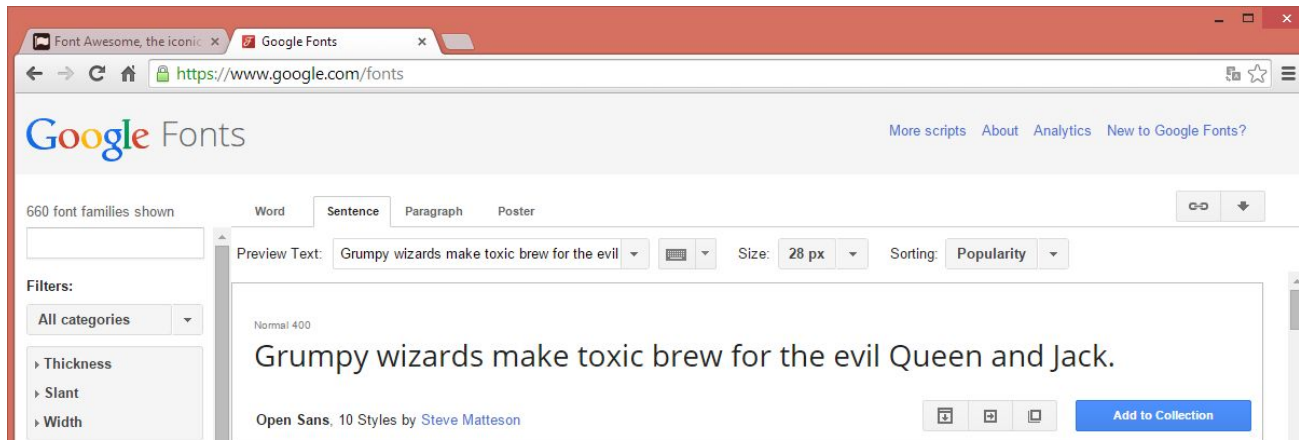 Font Awesome, the iconic
Google Fonts
https://www.google.com/fonts
Google Fonts
More scripts About Analytics New to Google Fonts?
660 font families shown
Word Sentence Paragraph Poster
Preview Text: Grumpy wizards make toxic brew for the evil Size: 28 px Sorting: Popularity
Filters:
All categories
Thickness
Slant
Width
Normal 400
Grumpy wizards make toxic brew for the evil Queen and Jack.
Open Sans, 10 Styles by Steve Matteson
Add to Collection